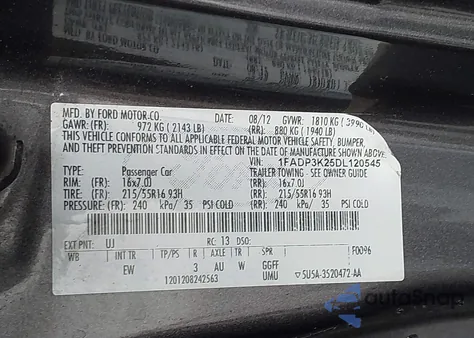 MFD. BY FORD MOTOR CO. 08/12 GVWR: 1810 KG ( 3990 LB)
GAWR: (FR) 972 KG ( 2143 LB) (RR) 880 KG ( 1940 LB)
THIS VEHICLE CONFORMS TO ALL APPLICABLE FEDERAL MOTOR VEHICLE SAFETY, BUMPER,
AND THEFT PREVENTION STANDARDS IN EFFECT ON THE DATE OF MANUFACTURE SHOWN ABOVE.
VIN: 1FADP3K25DL120545
TYPE: Passenger Car TRAILER TOWING - SEE OWNER GUIDE
RIM: (FR) 16x7.0J (RR) 16x7.0J
TIRE: (FR) 215/55R16 93H (RR) 215/55R16 93H
PRESSURE: (FR) 240 kPa/ 35 PSI COLD (RR) 240 kPa/ 35 PSI COLD
EXT PNT: UJ RC: 13 DSO: F0096
WB INT TP/PS R AXLE TR SPR
EW 3 AU W GGFF
1201208242563 UMU 5U5A-3520472-AA
autosnap